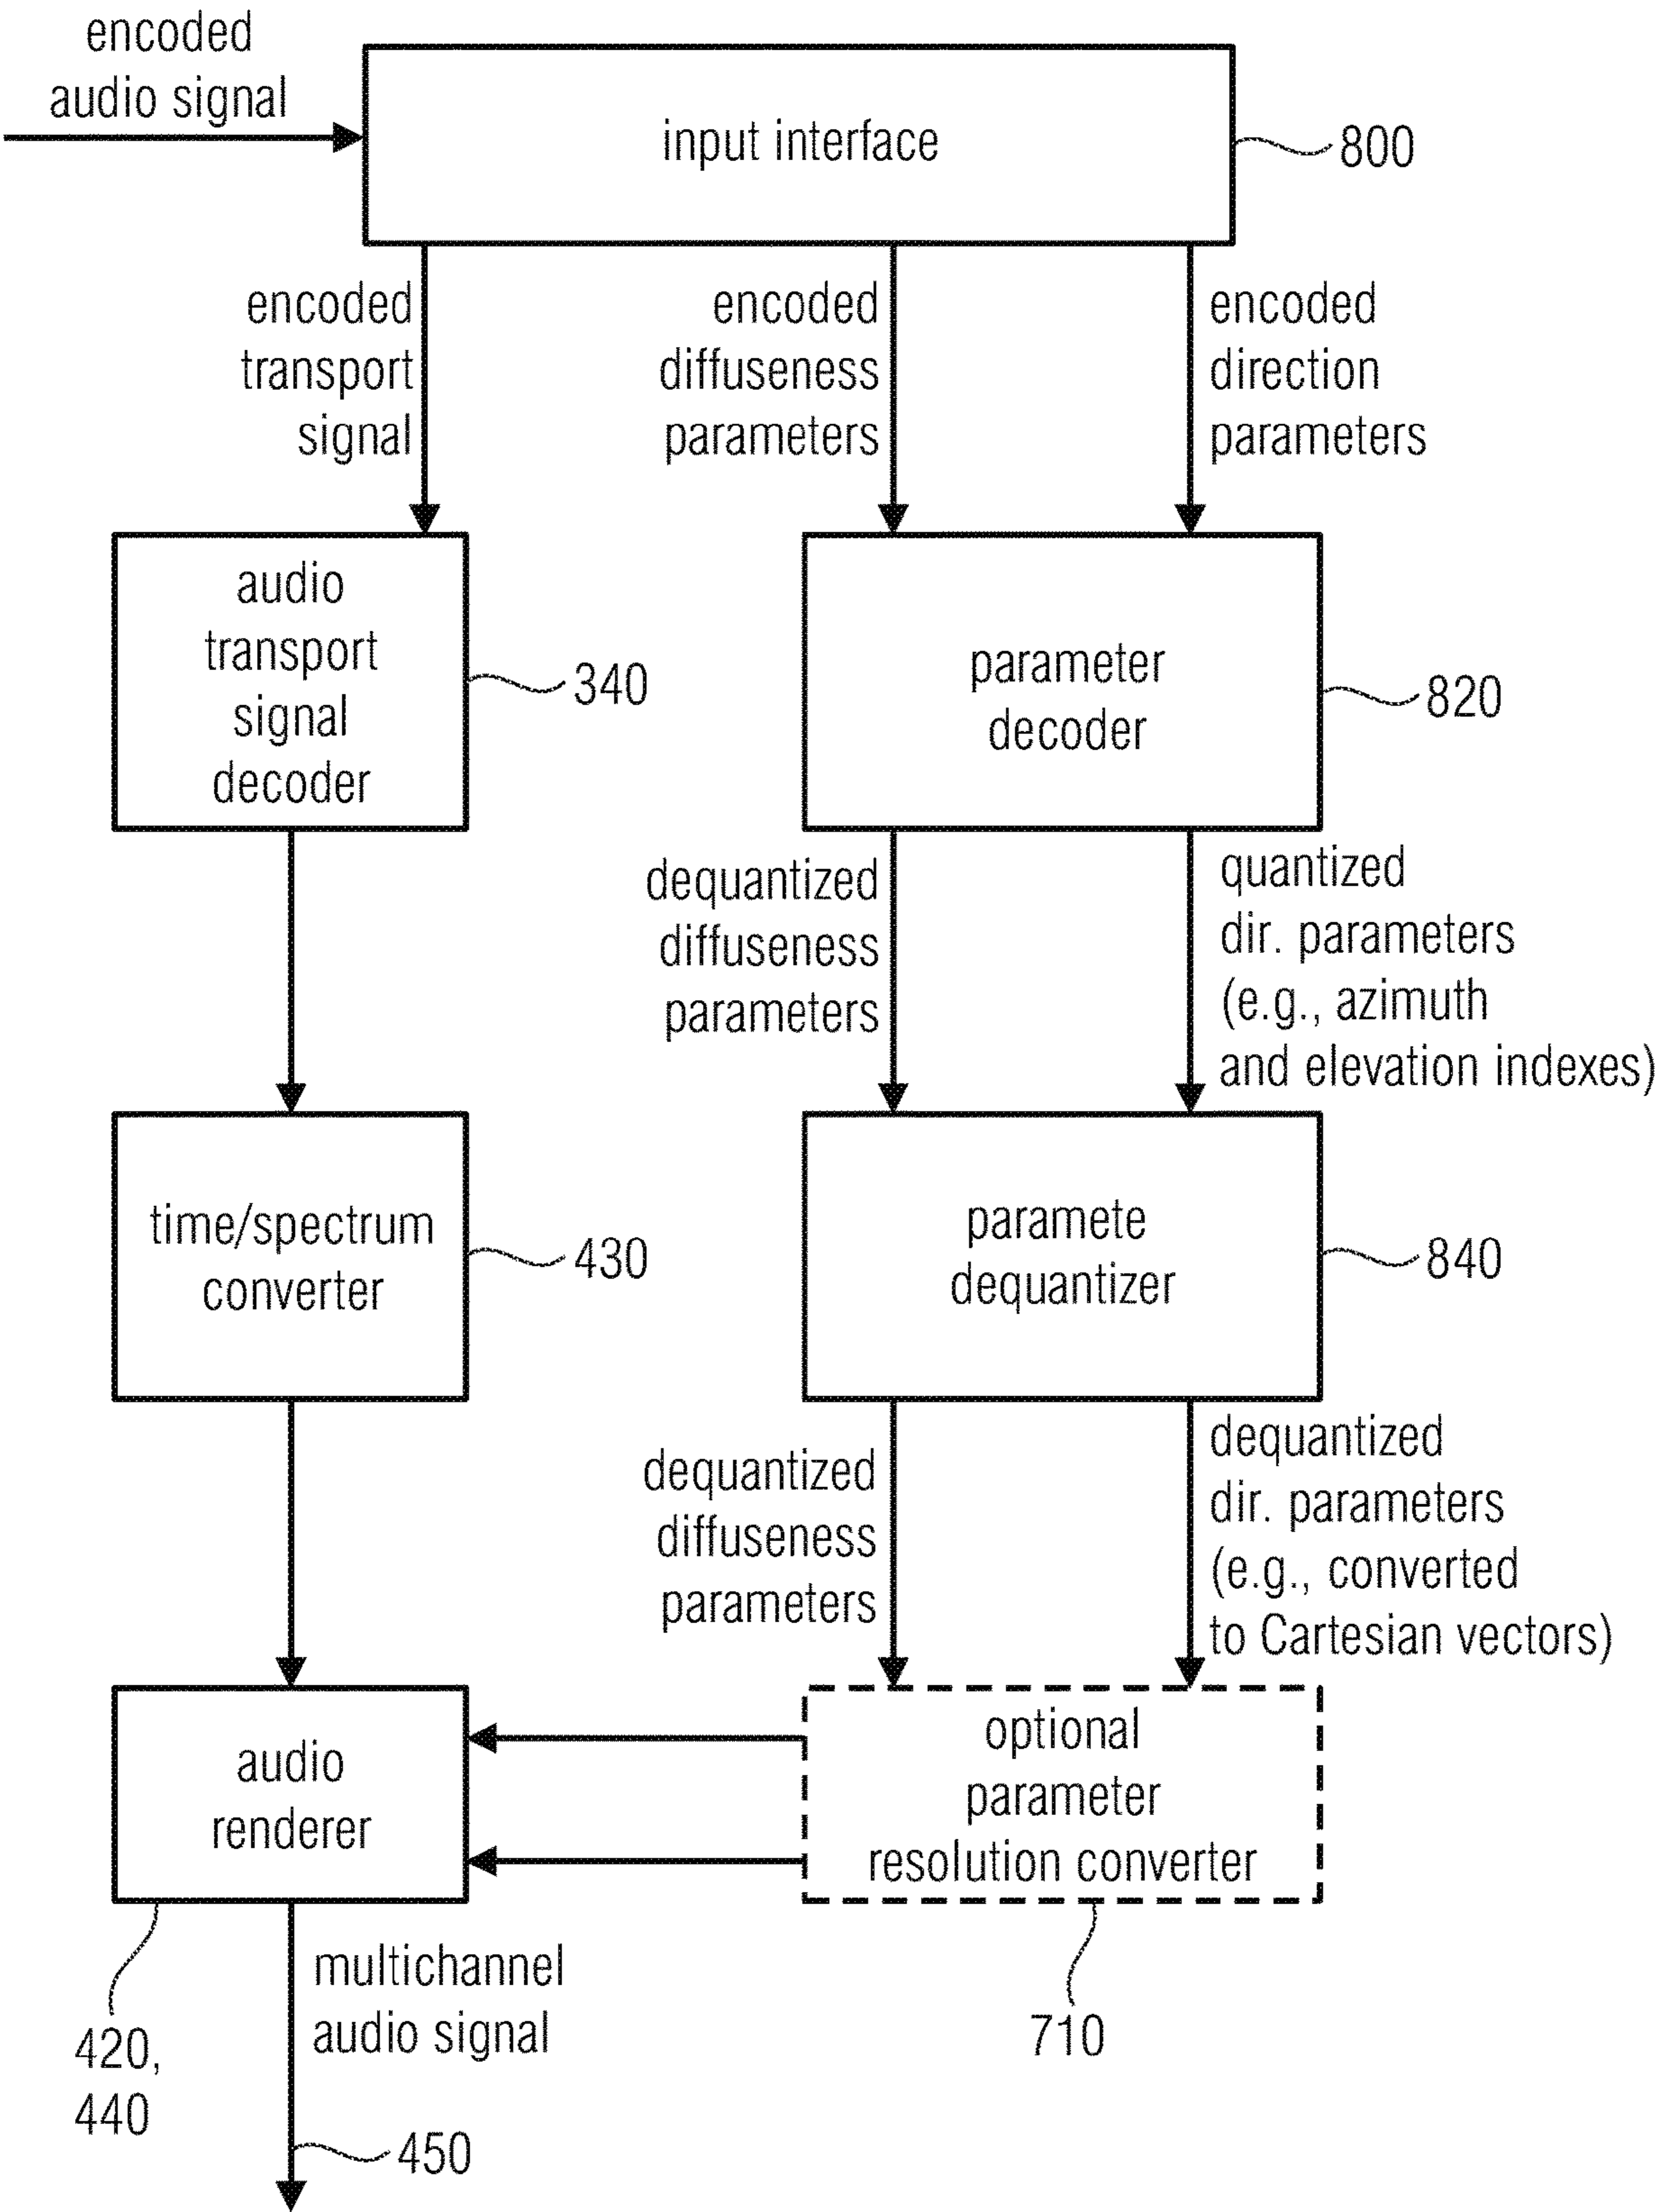 encoded
audio signal
input interface
800
encoded
transport
signal
encoded
diffuseness
parameters
encoded
direction
parameters
audio
transport
signal
decoder
340
parameter
decoder
820
dequantized
diffuseness
parameters
quantized
dir. parameters
(e.g., azimuth
and elevation indexes)
time/spectrum
converter
430
paramete
dequantizer
840
dequantized
diffuseness
parameters
dequantized
dir. parameters
(e.g., converted
to Cartesian vectors)
audio
renderer
optional
parameter
resolution converter
420,
440
multichannel
audio signal
710
450